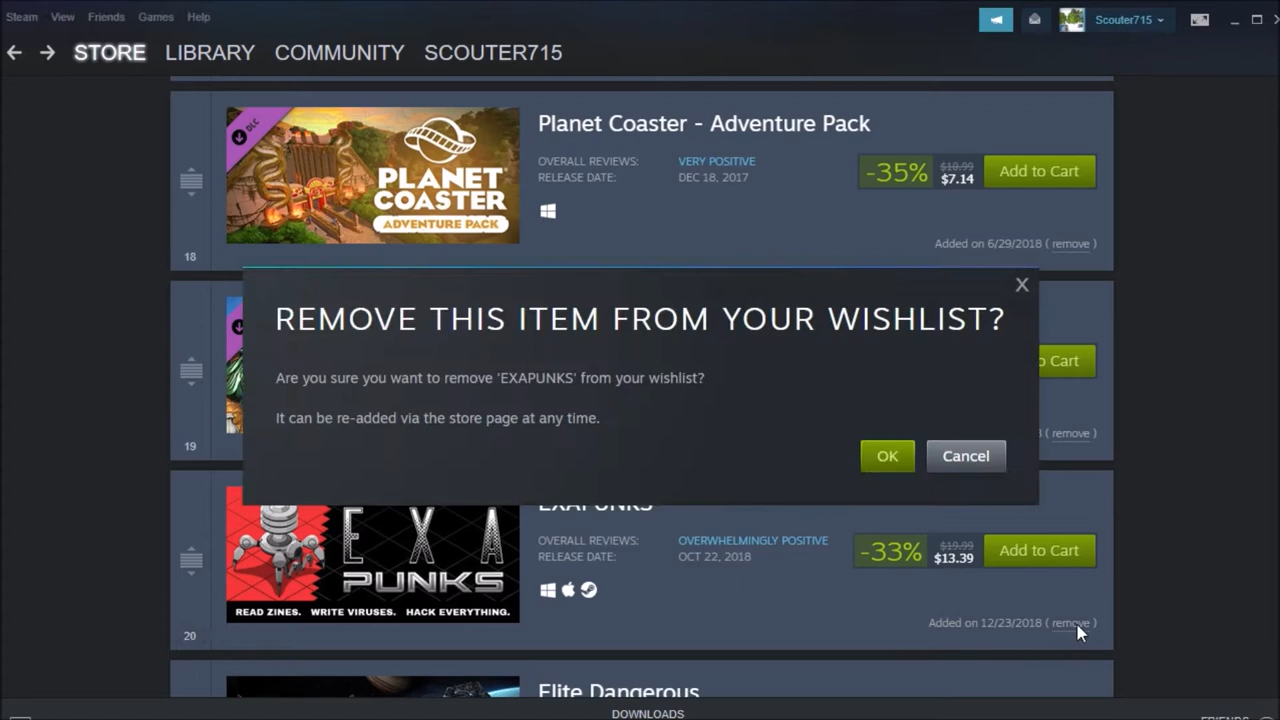 Steam View Friends Games Help
Scouter715
STORE LIBRARY COMMUNITY SCOUTER715
DLC
PLANET
COASTER
ADVENTURE PACK
Planet Coaster - Adventure Pack
OVERALL REVIEWS: VERY POSITIVE
RELEASE DATE: DEC 18, 2017
-35% $10.99 $7.14 Add to Cart
Added on 6/29/2018 ( remove )
18
X
REMOVE THIS ITEM FROM YOUR WISHLIST?
Are you sure you want to remove 'EXAPUNKS' from your wishlist?
It can be re-added via the store page at any time.
OK Cancel
to Cart
( remove )
19
EXAPUNKS
EXA
PUNKS
READ ZINES. WRITE VIRUSES. HACK EVERYTHING.
OVERALL REVIEWS: OVERWHELMINGLY POSITIVE
RELEASE DATE: OCT 22, 2018
-33% $19.99 $13.39 Add to Cart
Added on 12/23/2018 ( remove )
20
Elite Dangerous
DOWNLOADS
FRIENDS